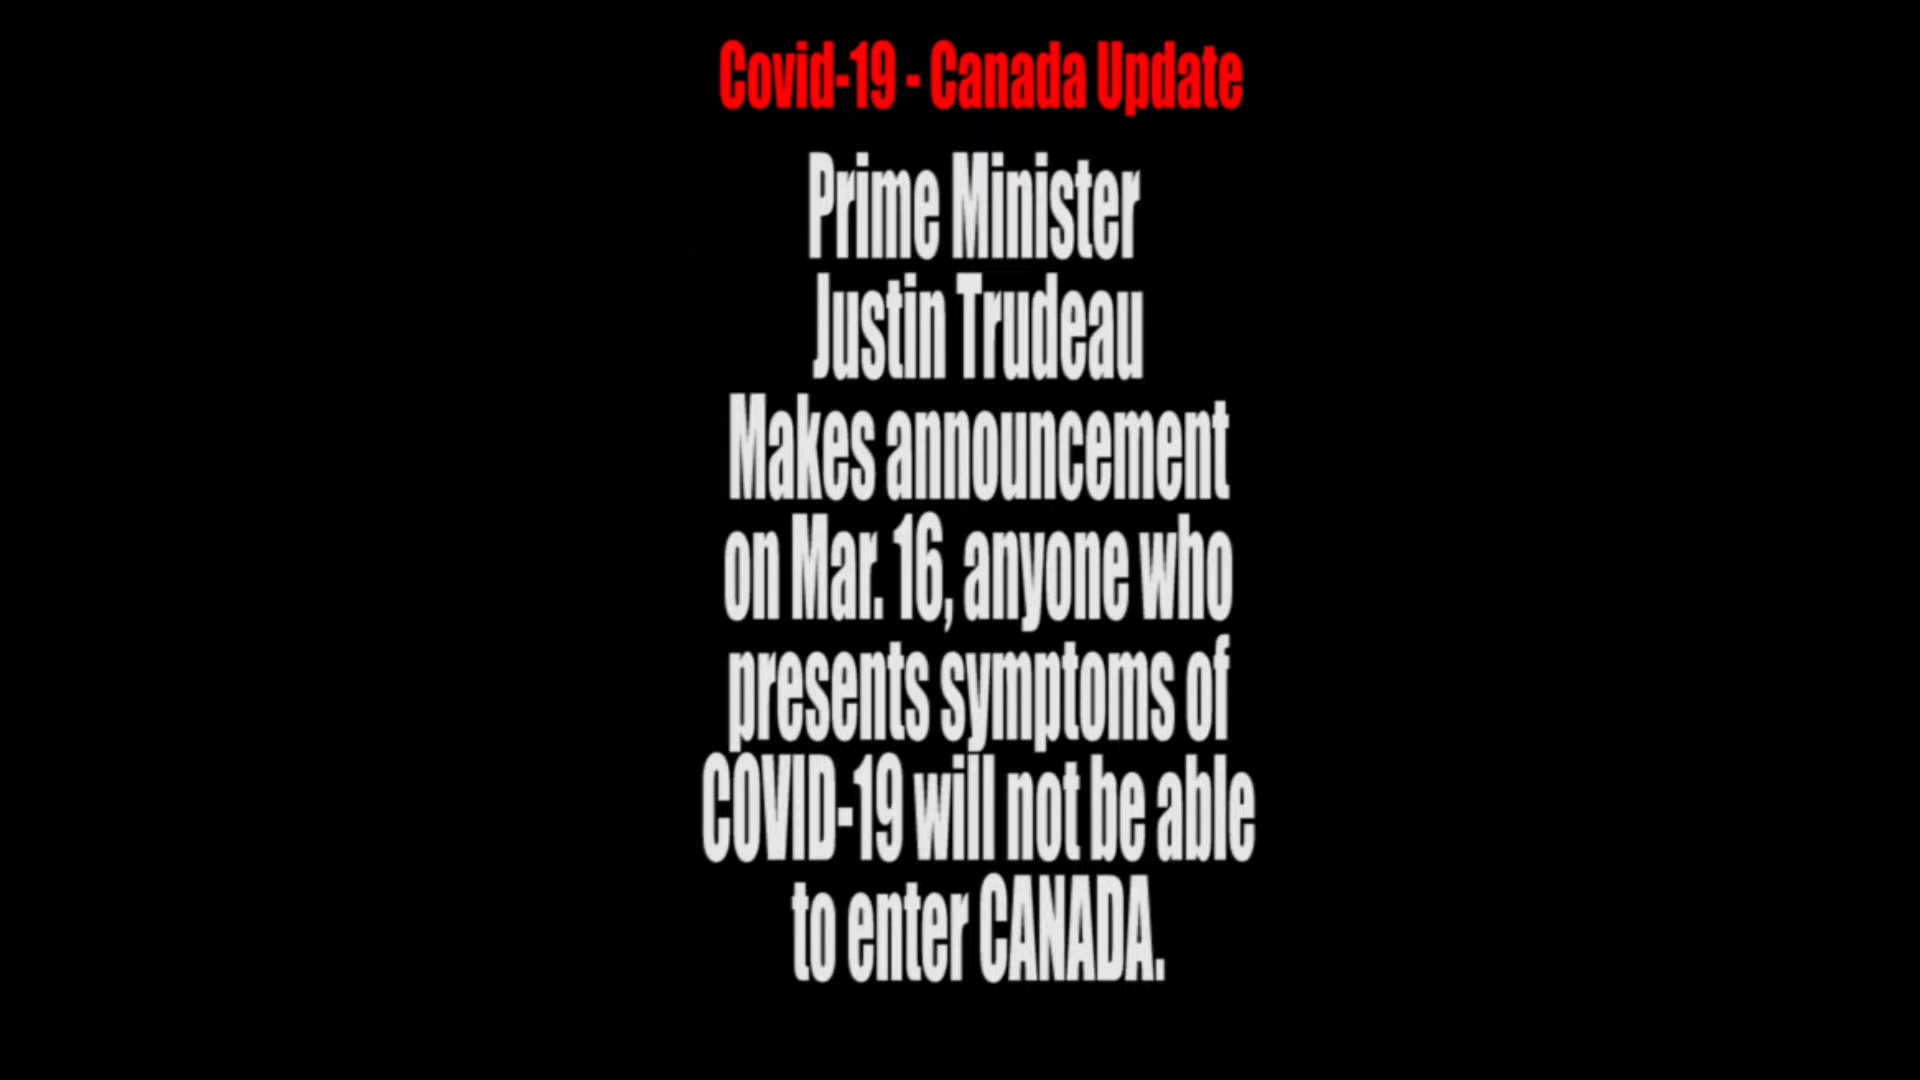 Covid-19 - Canada Update
Prime Minister
Justin Trudeau
Makes announcement
on Mar. 16, anyone who
presents symptoms of
COVID-19 will not be able
to enter CANADA.